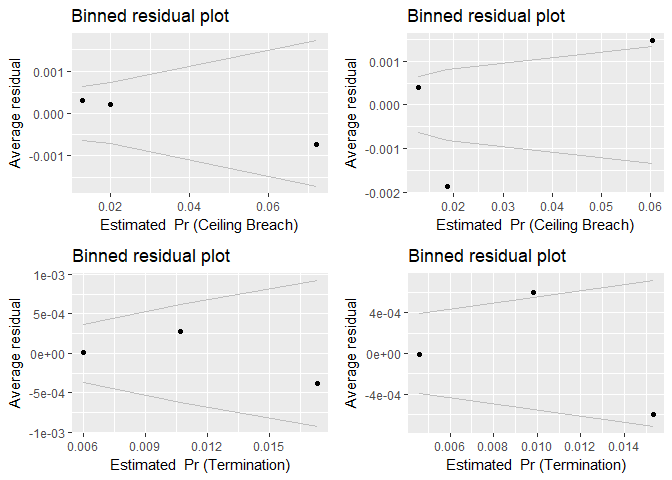 Binned residual plot
Average residual
0.001
0.000
-0.001
0.02 0.04 0.06
Estimated Pr (Ceiling Breach)
Binned residual plot
Average residual
0.001
0.000
-0.001
-0.002
0.02 0.03 0.04 0.05 0.06
Estimated Pr (Ceiling Breach)
Binned residual plot
Average residual
1e-03
5e-04
0e+00
-5e-04
-1e-03
0.006 0.009 0.012 0.015
Estimated Pr (Termination)
Binned residual plot
Average residual
4e-04
0e+00
-4e-04
0.006 0.008 0.010 0.012 0.014
Estimated Pr (Termination)